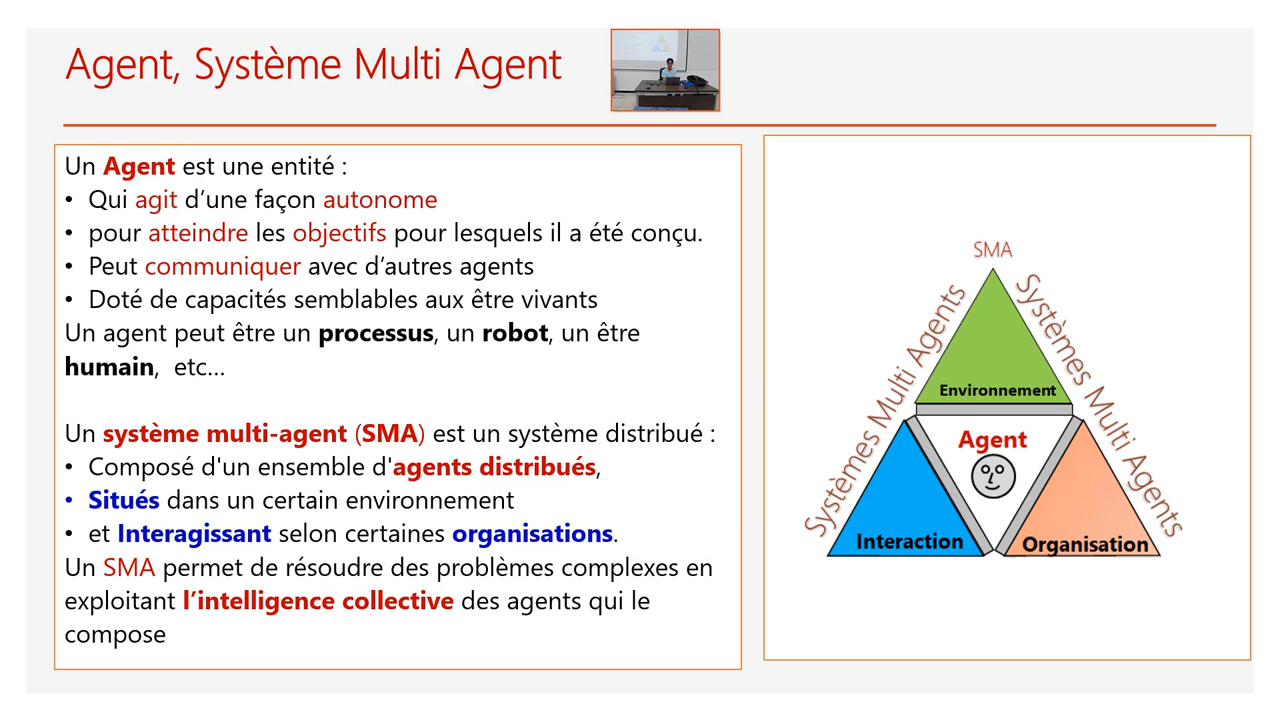 Agent, Système Multi Agent
Un Agent est une entité :
• Qui agit d’une façon autonome
• pour atteindre les objectifs pour lesquels il a été conçu.
• Peut communiquer avec d’autres agents
• Doté de capacités semblables aux être vivants
Un agent peut être un processus, un robot, un être
humain, etc...
Un système multi-agent (SMA) est un système distribué :
• Composé d'un ensemble d'agents distribués,
• Situés dans un certain environnement
• et Interagissant selon certaines organisations.
Un SMA permet de résoudre des problèmes complexes en
exploitant l’intelligence collective des agents qui le
compose
SMA
Systèmes Multi Agents
Systèmes Multi Agents
Environnement
Agent
Interaction
Organisation